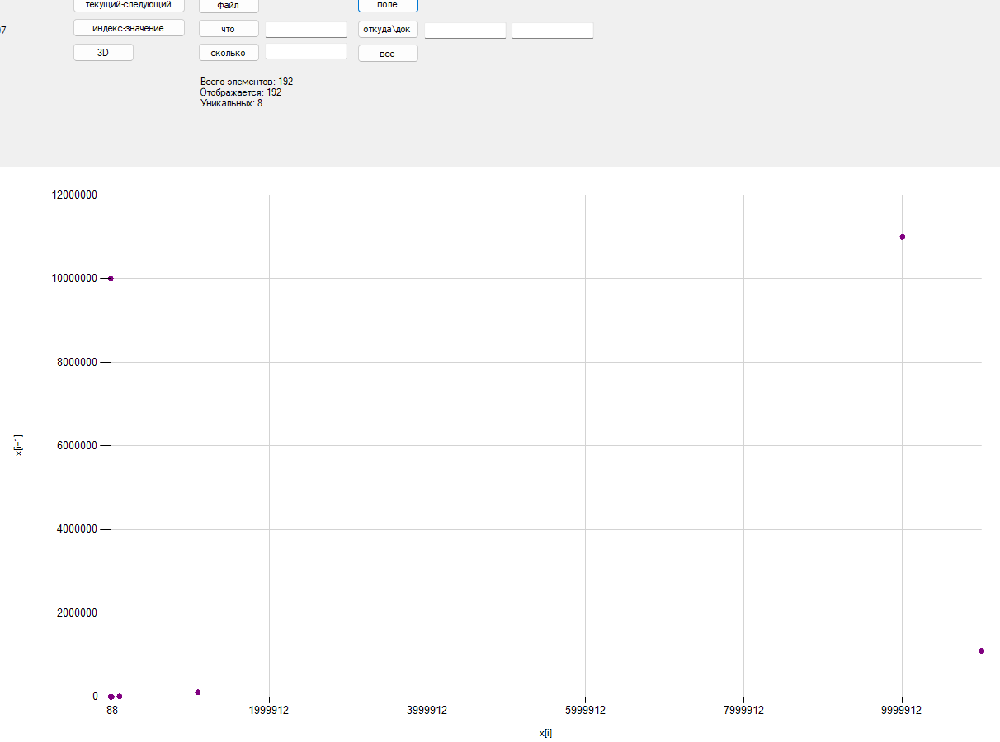 текущий-следующий файл поле
07 индекс-значение что откуда\док
3D сколько все
Всего элементов: 192
Отображается: 192
Уникальных: 8
12000000
10000000
8000000
6000000
x[i+1]
4000000
2000000
0
-88 1999912 3999912 5999912 7999912 9999912
x[i]